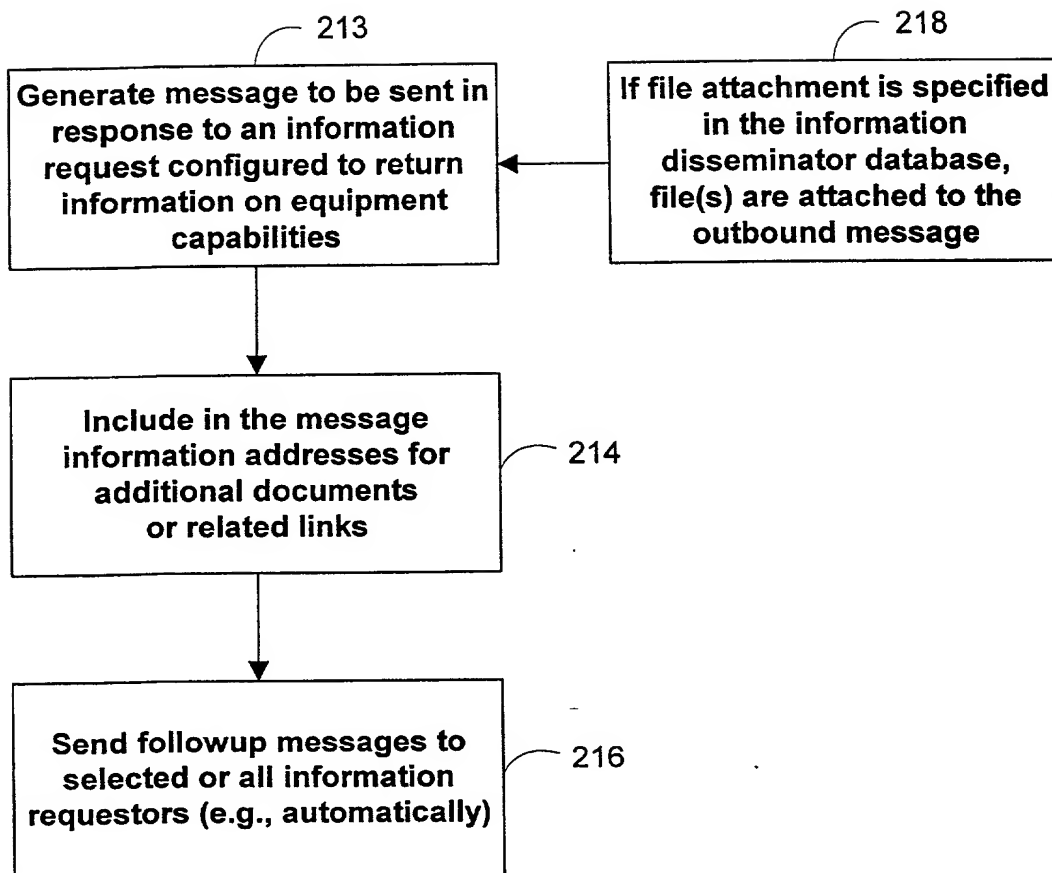 213
Generate message to be sent in
response to an information
request configured to return
information on equipment
capabilities
218
If file attachment is specified
in the information
disseminator database,
file(s) are attached to the
outbound message
Include in the message
information addresses for
additional documents
or related links
214
Send followup messages to
selected or all information
requestors (e.g., automatically)
216